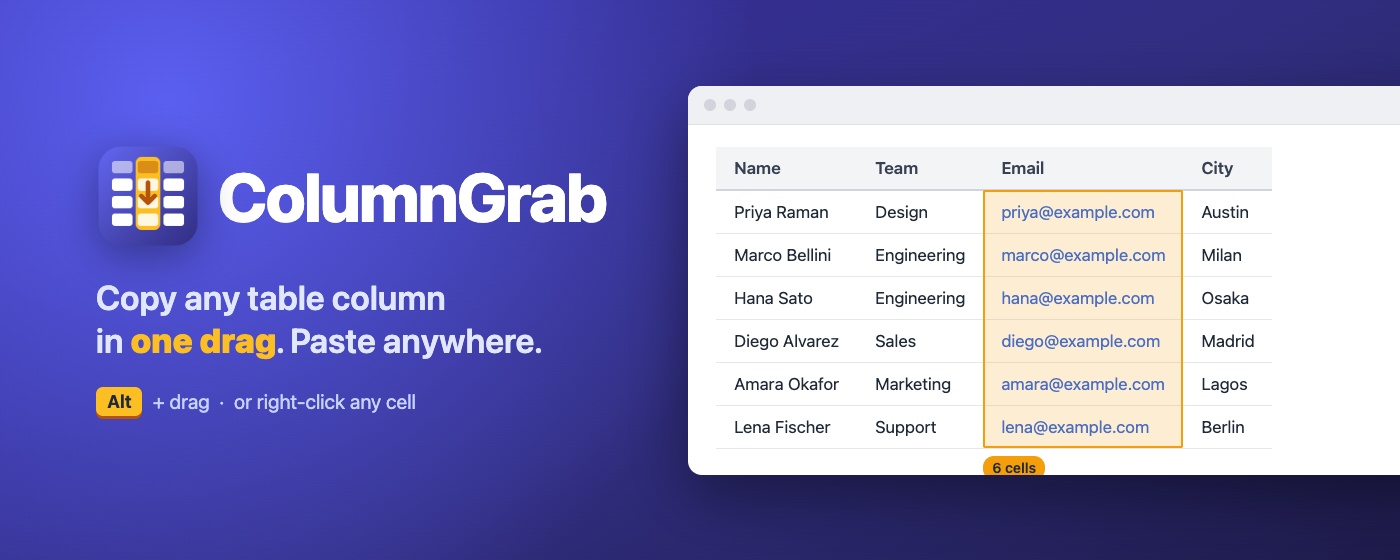 ColumnGrab
Copy any table column
in one drag. Paste anywhere.
Alt + drag · or right-click any cell
Name Team Email City
Priya Raman Design priya@example.com Austin
Marco Bellini Engineering marco@example.com Milan
Hana Sato Engineering hana@example.com Osaka
Diego Alvarez Sales diego@example.com Madrid
Amara Okafor Marketing amara@example.com Lagos
Lena Fischer Support lena@example.com Berlin
6 cells